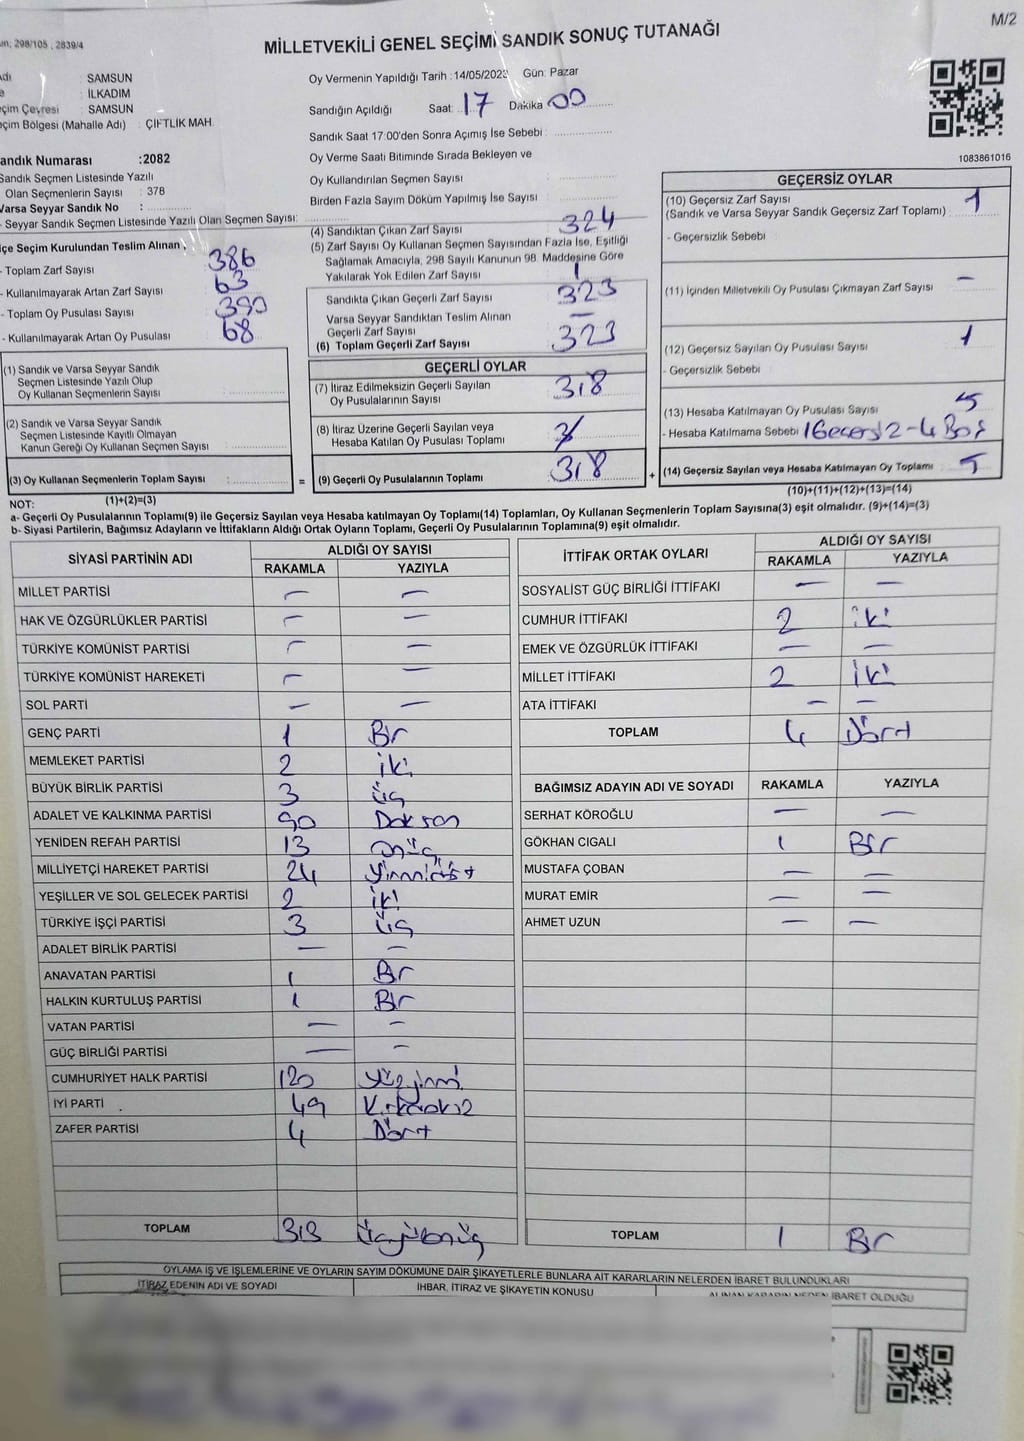 M/2
298/105 , 2839/4
MİLLETVEKİLİ GENEL SEÇİMİ SANDIK SONUÇ TUTANAĞI
SAMSUN
İLKADIM
Seçim Çevresi : SAMSUN
Seçim Bölgesi (Mahalle Adı) : ÇİFTLİK MAH.
Oy Vermenin Yapıldığı Tarih :14/05/2023 Gün: Pazar
Sandığın Açıldığı Saat: 17 Dakika 00
Sandık Saat 17:00'den Sonra Açılmış İse Sebebi :
Oy Verme Saati Bitiminde Sırada Bekleyen ve
Oy Kullandırılan Seçmen Sayısı
Birden Fazla Sayım Döküm Yapılmış İse Sayısı
1083861016
Sandık Numarası :2082
Sandık Seçmen Listesinde Yazılı
Olan Seçmenlerin Sayısı : 378
Varsa Seyyar Sandık No :
- Seyyar Sandık Seçmen Listesinde Yazılı Olan Seçmen Sayısı:
İlçe Seçim Kurulundan Teslim Alınan
- Toplam Zarf Sayısı 386
- Kullanılmayarak Artan Zarf Sayısı 63
- Toplam Oy Pusulası Sayısı 390
- Kullanılmayarak Artan Oy Pusulası 68
(4) Sandıktan Çıkan Zarf Sayısı 324
(5) Zarf Sayısı Oy Kullanan Seçmen Sayısından Fazla İse, Eşitliği
Sağlamak Amacıyla, 298 Sayılı Kanunun 98. Maddesine Göre
Yakılarak Yok Edilen Zarf Sayısı 1
Sandıkta Çıkan Geçerli Zarf Sayısı 323
Varsa Seyyar Sandıktan Teslim Alınan
Geçerli Zarf Sayısı —
(6) Toplam Geçerli Zarf Sayısı 323
GEÇERSİZ OYLAR
(10) Geçersiz Zarf Sayısı 1
(Sandık ve Varsa Seyyar Sandık Geçersiz Zarf Toplamı)
- Geçersizlik Sebebi
(11) İçinden Milletvekili Oy Pusulası Çıkmayan Zarf Sayısı —
(12) Geçersiz Sayılan Oy Pusulası Sayısı 1
- Geçersizlik Sebebi
(13) Hesaba Katılmayan Oy Pusulası Sayısı 5
- Hesaba Katılmama Sebebi 1 Geçersiz - 4 Boş
(14) Geçersiz Sayılan veya Hesaba Katılmayan Oy Toplamı 5
(1) Sandık ve Varsa Seyyar Sandık
Seçmen Listesinde Yazılı Olup
Oy Kullanan Seçmenlerin Sayısı :
(2) Sandık ve Varsa Seyyar Sandık
Seçmen Listesinde Kayıtlı Olmayan
Kanun Gereği Oy Kullanan Seçmen Sayısı :
(3) Oy Kullanan Seçmenlerin Toplam Sayısı : =
GEÇERLİ OYLAR
(7) İtiraz Edilmeksizin Geçerli Sayılan
Oy Pusulalarının Sayısı 318
(8) İtiraz Üzerine Geçerli Sayılan veya
Hesaba Katılan Oy Pusulası Toplamı
(9) Geçerli Oy Pusulalarının Toplamı 318 +
NOT: (1)+(2)=(3) (10)+(11)+(12)+(13)=(14)
a- Geçerli Oy Pusulalarının Toplamı(9) ile Geçersiz Sayılan veya Hesaba katılmayan Oy Toplamı(14) Toplamları, Oy Kullanan Seçmenlerin Toplam Sayısına(3) eşit olmalıdır. (9)+(14)=(3)
b- Siyasi Partilerin, Bağımsız Adayların ve İttifakların Aldığı Ortak Oyların Toplamı, Geçerli Oy Pusulalarının Toplamına(9) eşit olmalıdır.
SİYASİ PARTİNİN ADI ALDIĞI OY SAYISI
RAKAMLA YAZIYLA
MİLLET PARTİSİ — —
HAK VE ÖZGÜRLÜKLER PARTİSİ — —
TÜRKİYE KOMÜNİST PARTİSİ — —
TÜRKİYE KOMÜNİST HAREKETİ — —
SOL PARTİ — —
GENÇ PARTİ 1 Bir
MEMLEKET PARTİSİ 2 iki
BÜYÜK BİRLİK PARTİSİ 3 üç
ADALET VE KALKINMA PARTİSİ 90 Doksan
YENİDEN REFAH PARTİSİ 13 onüç
MİLLİYETÇİ HAREKET PARTİSİ 24 Yirmidört
YEŞİLLER VE SOL GELECEK PARTİSİ 2 iki
TÜRKİYE İŞÇİ PARTİSİ 3 üç
ADALET BİRLİK PARTİSİ — —
ANAVATAN PARTİSİ 1 Bir
HALKIN KURTULUŞ PARTİSİ 1 Bir
VATAN PARTİSİ — —
GÜÇ BİRLİĞİ PARTİSİ — —
CUMHURİYET HALK PARTİSİ 120 Yüzyirmi
İYİ PARTİ 49
ZAFER PARTİSİ 4 Dört
TOPLAM 313 Üçyüzonüç
İTTİFAK ORTAK OYLARI ALDIĞI OY SAYISI
RAKAMLA YAZIYLA
SOSYALİST GÜÇ BİRLİĞİ İTTİFAKI — —
CUMHUR İTTİFAKI 2 iki
EMEK VE ÖZGÜRLÜK İTTİFAKI — —
MİLLET İTTİFAKI 2 iki
ATA İTTİFAKI — —
TOPLAM 4 Dört
BAĞIMSIZ ADAYIN ADI VE SOYADI RAKAMLA YAZIYLA
SERHAT KÖROĞLU — —
GÖKHAN CIGALI 1 Bir
MUSTAFA ÇOBAN — —
MURAT EMİR — —
AHMET UZUN — —
TOPLAM 1 Bir
OYLAMA İŞ VE İŞLEMLERİNE VE OYLARIN SAYIM DÖKÜMÜNE DAİR ŞİKAYETLERLE BUNLARA AİT KARARLARIN NELERDEN İBARET BULUNDUKLARI
İTİRAZ EDENİN ADI VE SOYADI İHBAR, İTİRAZ VE ŞİKAYETİN KONUSU ALINAN KARARIN NEDEN İBARET OLDUĞU